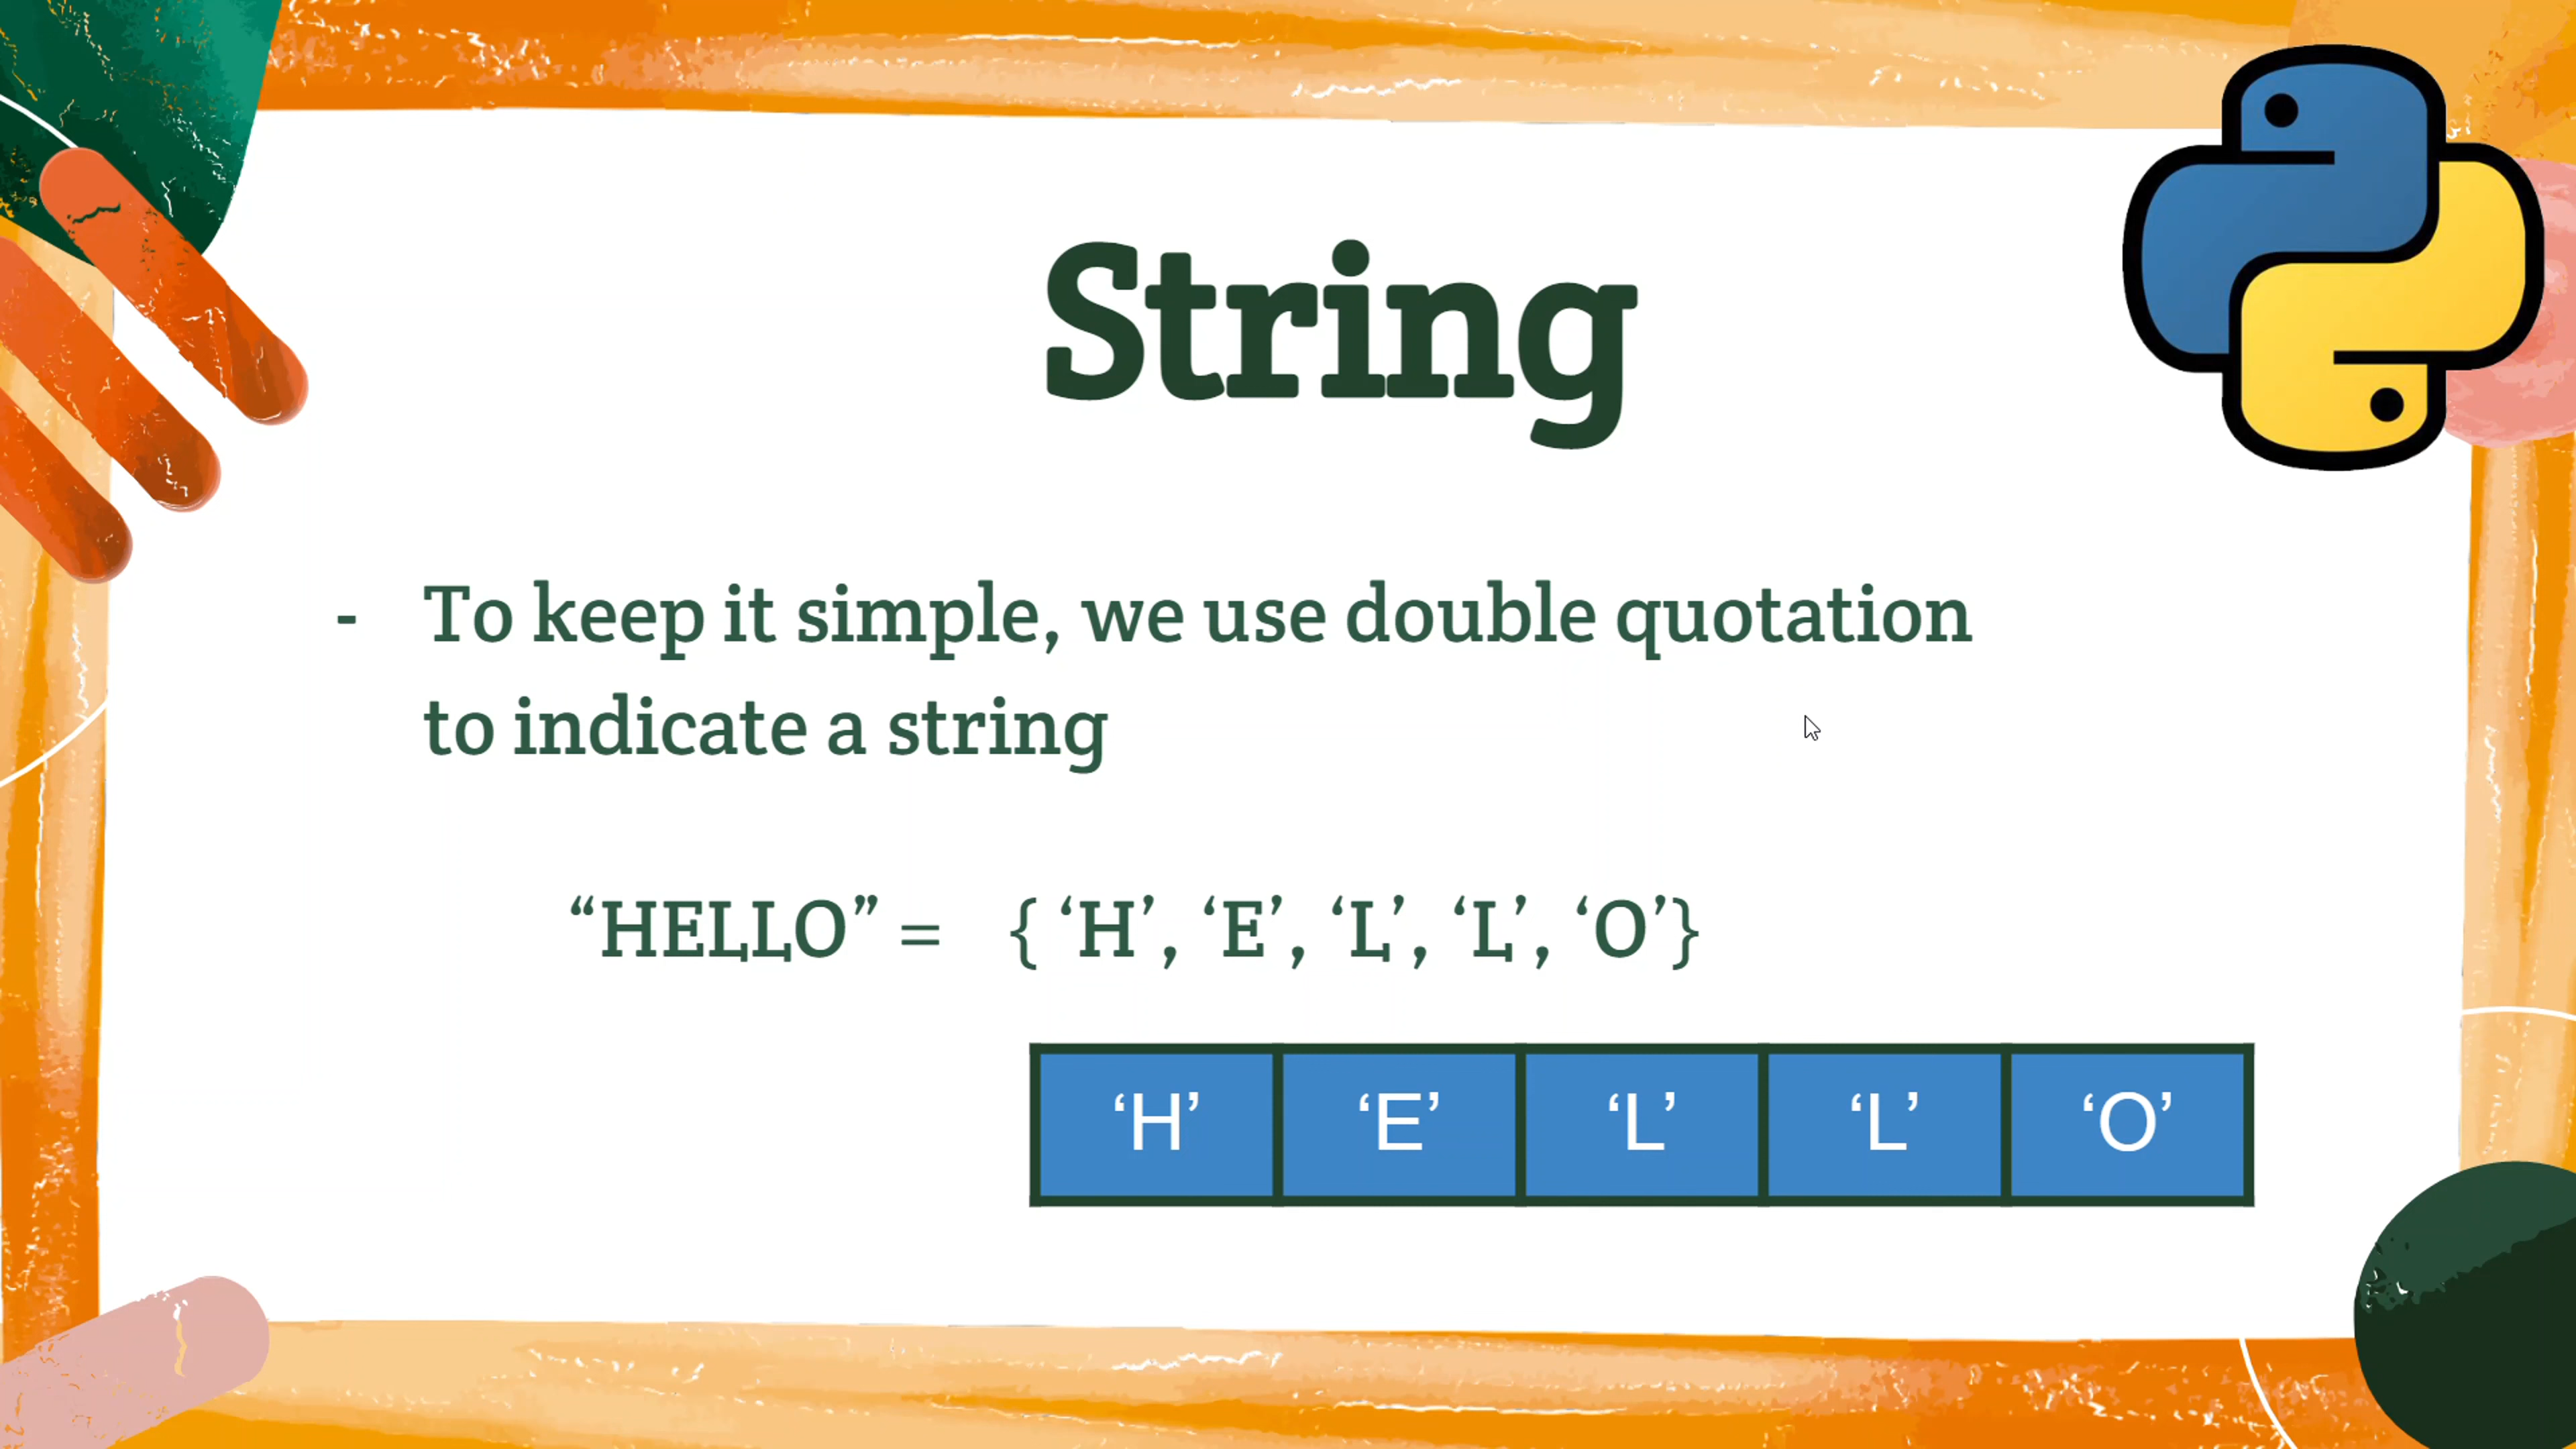 String
- To keep it simple, we use double quotation
to indicate a string
“HELLO” = { ‘H’, ‘E’, ‘L’, ‘L’, ‘O’}
‘H’ ‘E’ ‘L’ ‘L’ ‘O’